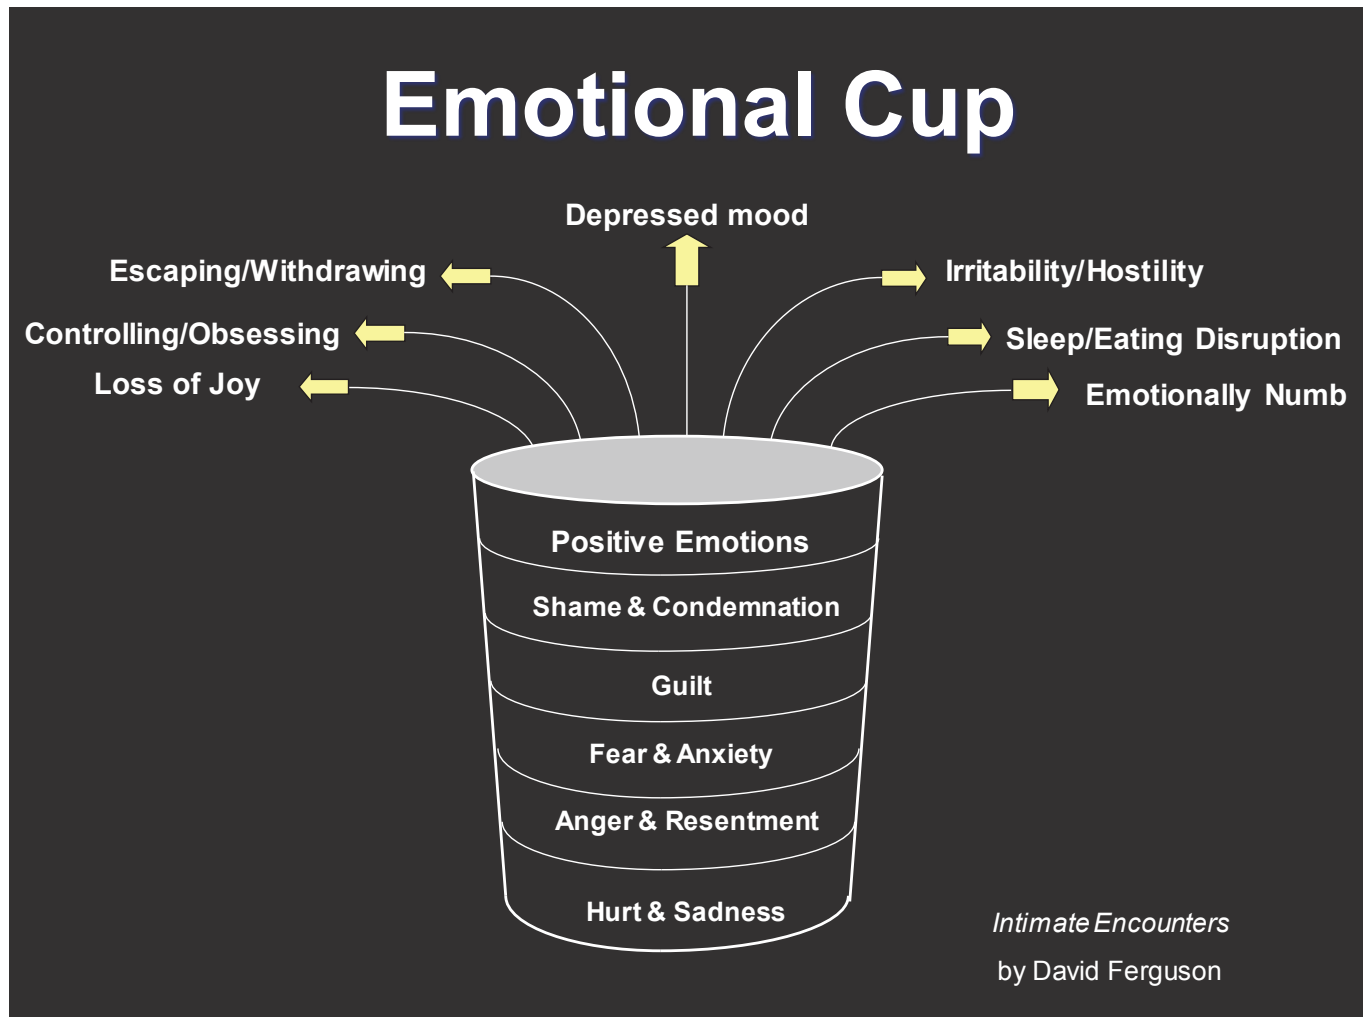 Emotional Cup
Depressed mood
Escaping/Withdrawing
Irritability/Hostility
Controlling/Obsessing
Sleep/Eating Disruption
Loss of Joy
Emotionally Numb
Positive Emotions
Shame & Condemnation
Guilt
Fear & Anxiety
Anger & Resentment
Hurt & Sadness
Intimate Encounters
by David Ferguson